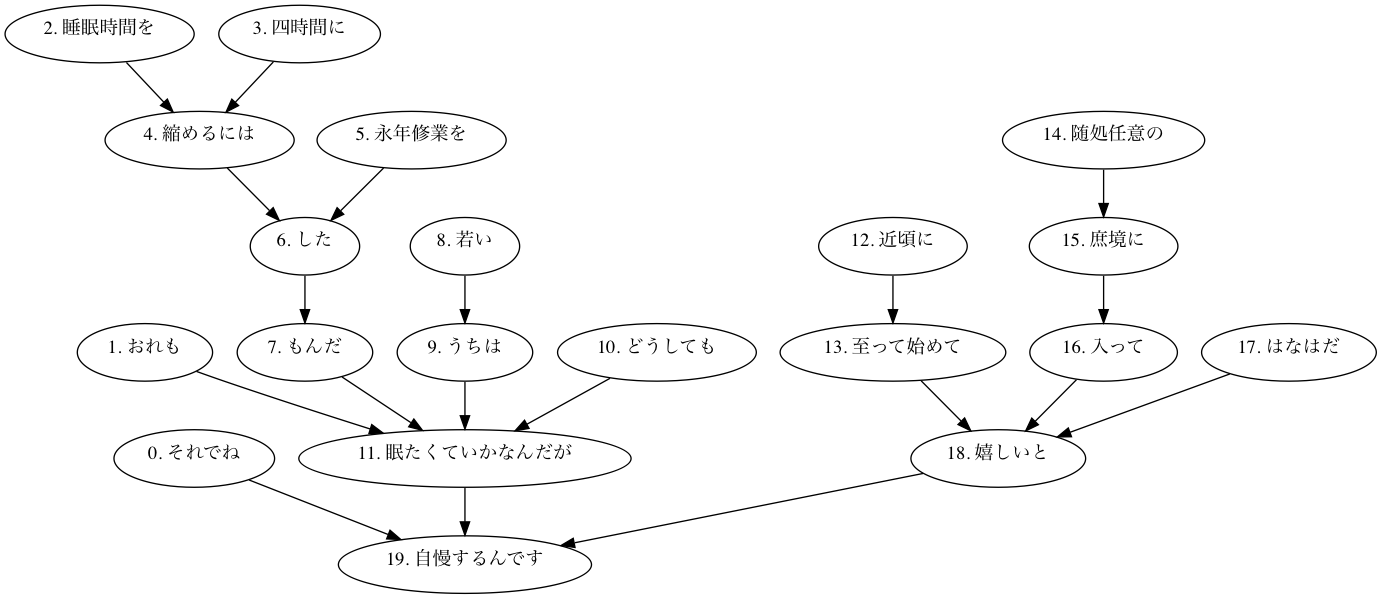 2. 睡眠時間を
3. 四時間に
4. 縮めるには
5. 永年修業を
14. 随処任意の
6. した
8. 若い
12. 近頃に
15. 庶境に
1. おれも
7. もんだ
9. うちは
10. どうしても
13. 至って始めて
16. 入って
17. はなはだ
0. それでね
11. 眠たくていかなんだが
18. 嬉しいと
19. 自慢するんです